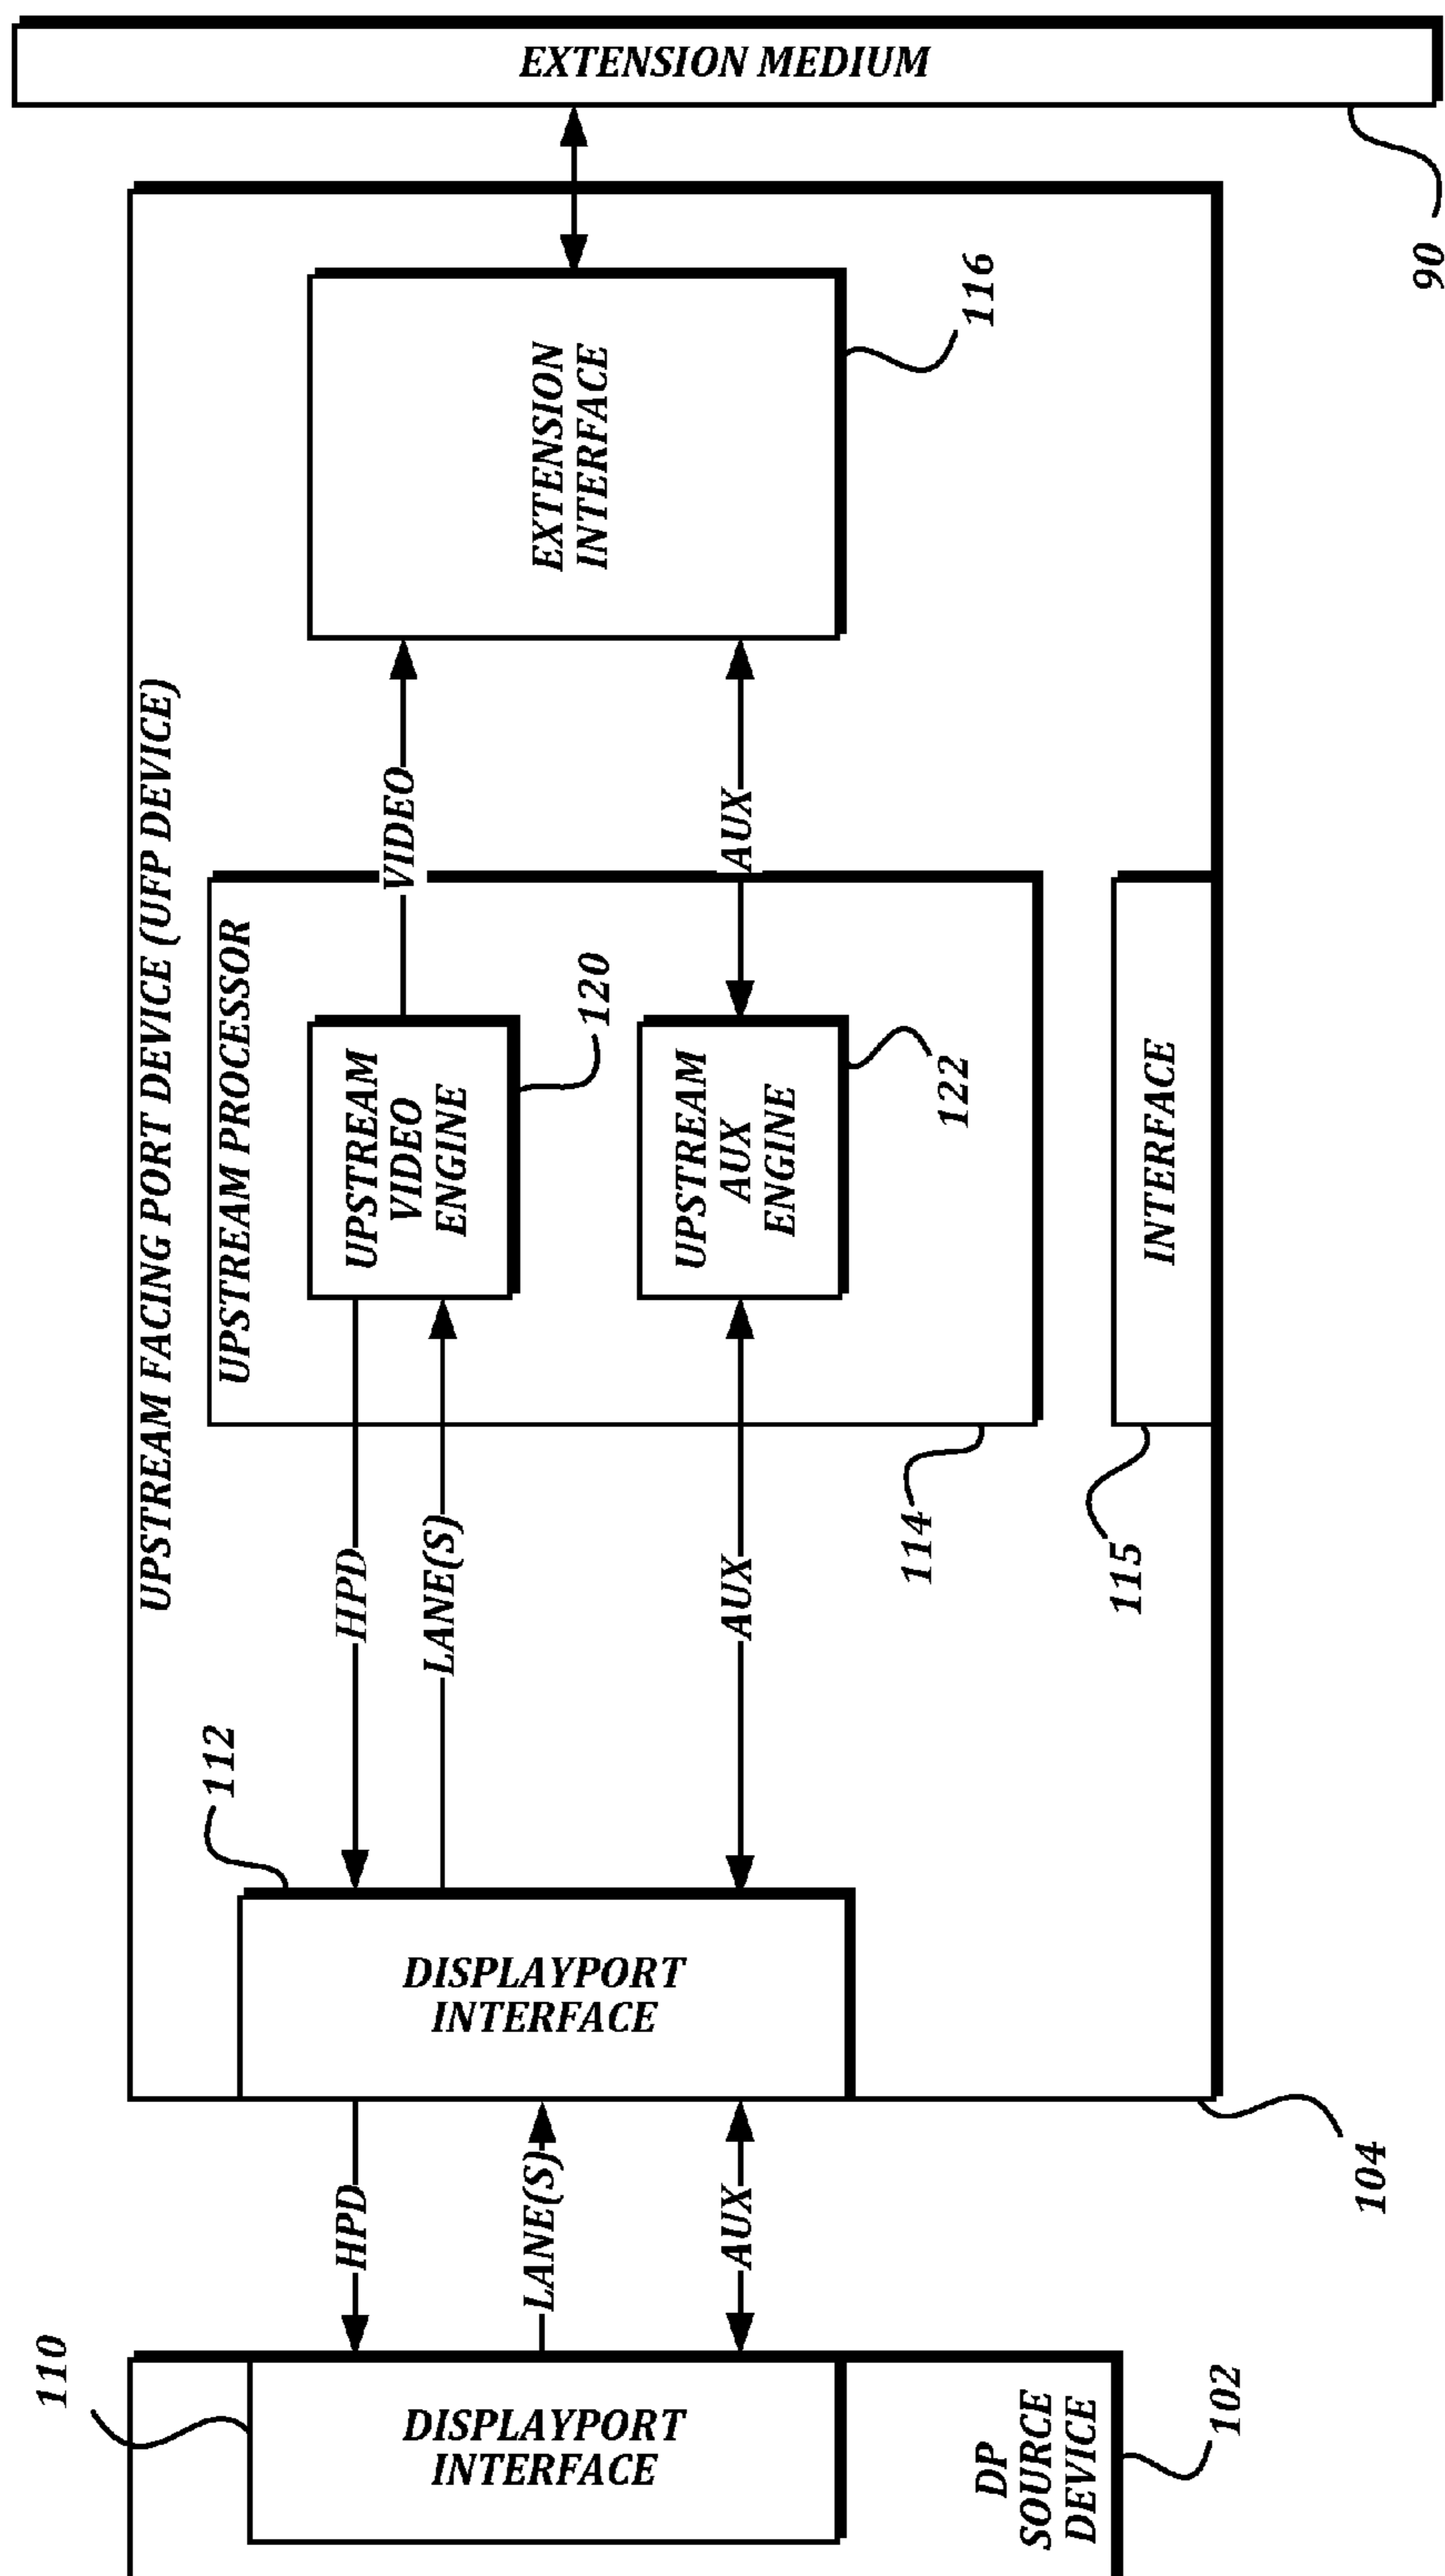 EXTENSION MEDIUM
90
UPSTREAM FACING PORT DEVICE (UFP DEVICE)
116
EXTENSION
INTERFACE
VIDEO
AUX
UPSTREAM PROCESSOR
120
UPSTREAM
VIDEO
ENGINE
UPSTREAM
AUX
ENGINE
122
INTERFACE
114
115
HPD
LANE(S)
AUX
112
DISPLAYPORT
INTERFACE
104
HPD
LANE(S)
AUX
110
DISPLAYPORT
INTERFACE
DP
SOURCE
DEVICE
102